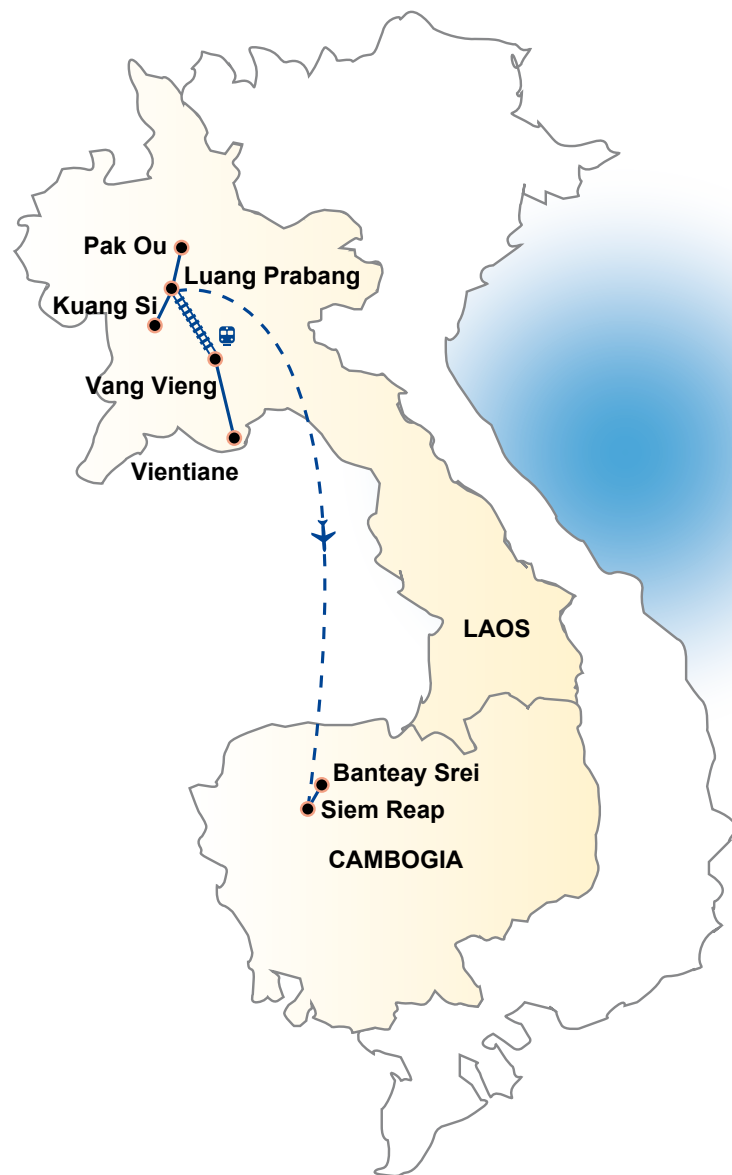 Pak Ou
Luang Prabang
Kuang Si
Vang Vieng
Vientiane
LAOS
Banteay Srei
Siem Reap
CAMBOGIA